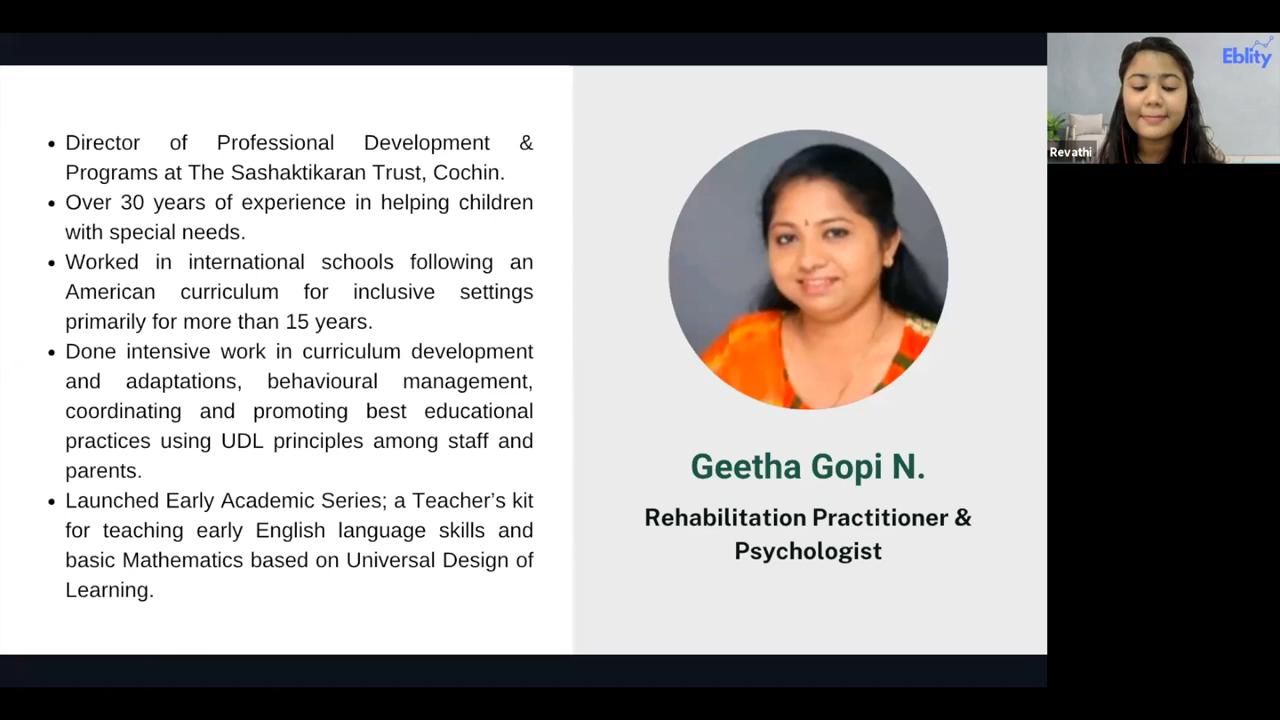 • Director of Professional Development &
Programs at The Sashaktikaran Trust, Cochin.
• Over 30 years of experience in helping children
with special needs.
• Worked in international schools following an
American curriculum for inclusive settings
primarily for more than 15 years.
• Done intensive work in curriculum development
and adaptations, behavioural management,
coordinating and promoting best educational
practices using UDL principles among staff and
parents.
• Launched Early Academic Series; a Teacher’s kit
for teaching early English language skills and
basic Mathematics based on Universal Design of
Learning.
Geetha Gopi N.
Rehabilitation Practitioner &
Psychologist
Eblity
Revathi